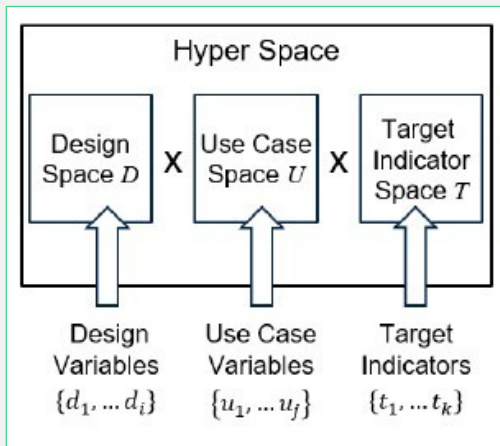 Hyper Space
Design
Space D
X
Use Case
Space U
X
Target
Indicator
Space T
Design
Variables
{d₁, ... dᵢ}
Use Case
Variables
{u₁, ... u_f}
Target
Indicators
{t₁, ... tₖ}